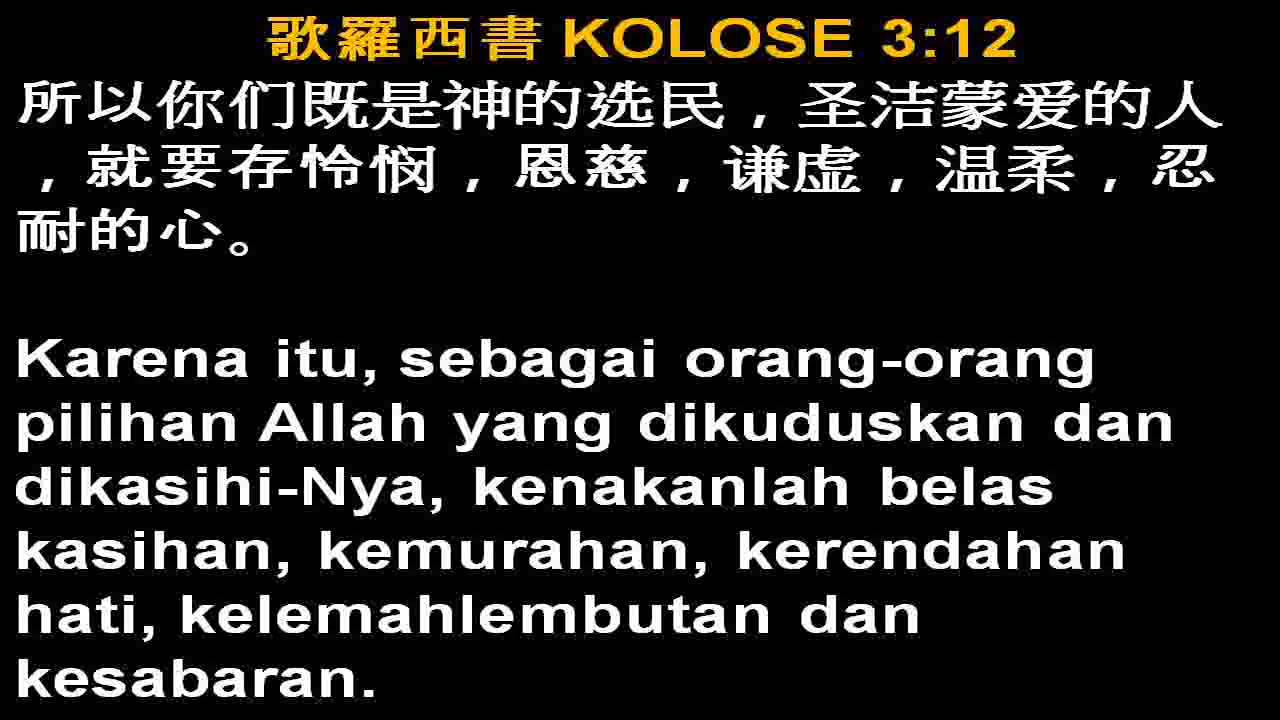 歌羅西書 KOLOSE 3:12
所以你们既是神的选民，圣洁蒙爱的人
，就要存怜悯，恩慈，谦虚，温柔，忍
耐的心。
Karena itu, sebagai orang-orang
pilihan Allah yang dikuduskan dan
dikasihi-Nya, kenakanlah belas
kasihan, kemurahan, kerendahan
hati, kelemahlembutan dan
kesabaran.